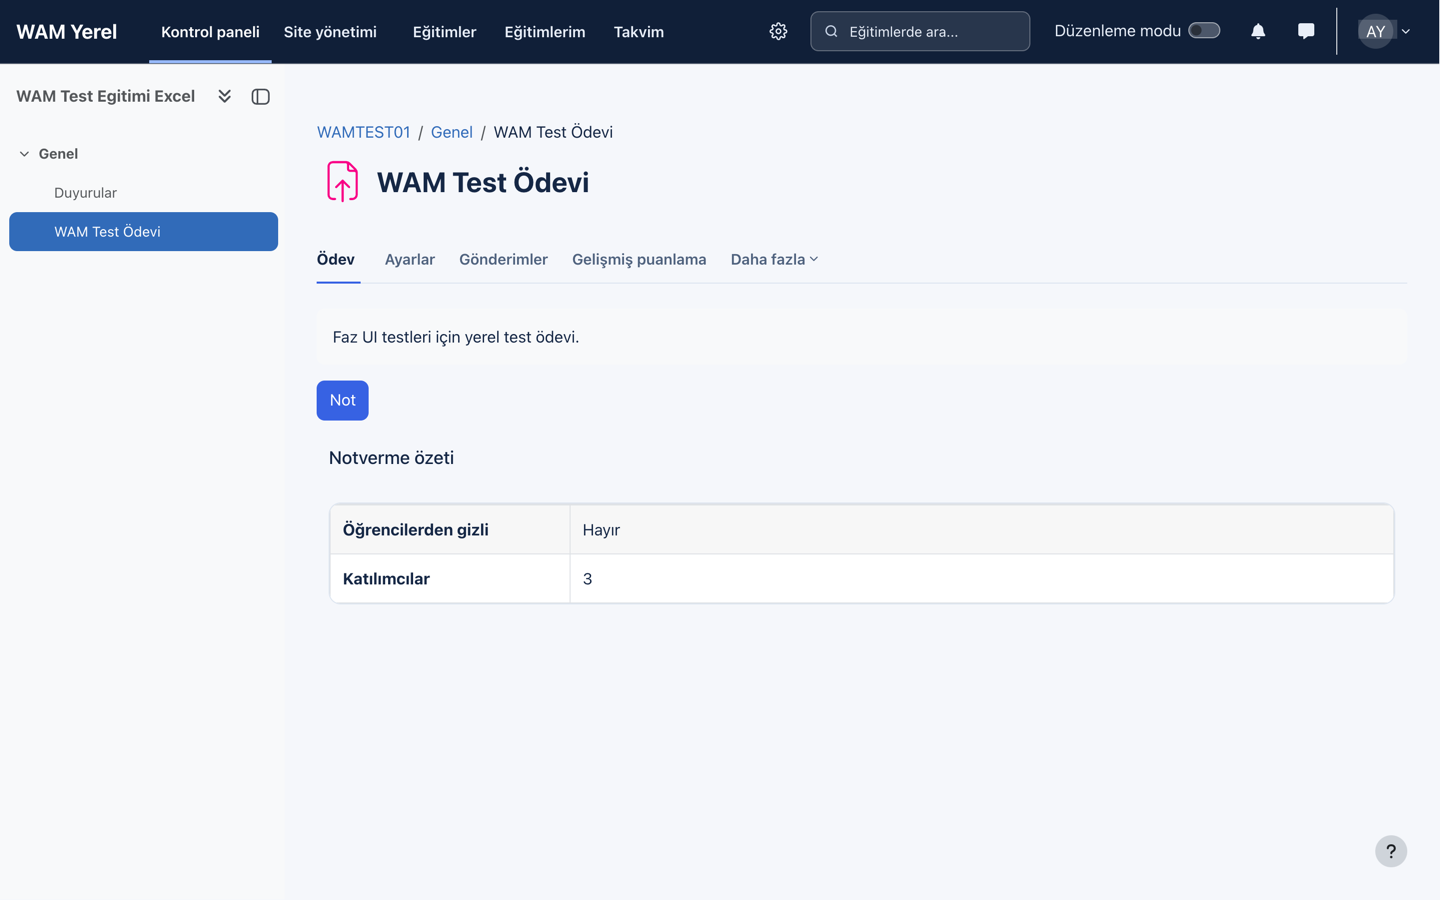 WAM Yerel
Kontrol paneli
Site yönetimi
Eğitimler
Eğitimlerim
Takvim
Eğitimlerde ara...
Düzenleme modu
AY
WAM Test Egitimi Excel
Genel
Duyurular
WAM Test Ödevi
WAMTEST01 / Genel / WAM Test Ödevi
WAM Test Ödevi
Ödev
Ayarlar
Gönderimler
Gelişmiş puanlama
Daha fazla
Faz UI testleri için yerel test ödevi.
Not
Notverme özeti
Öğrencilerden gizli Hayır
Katılımcılar 3
?